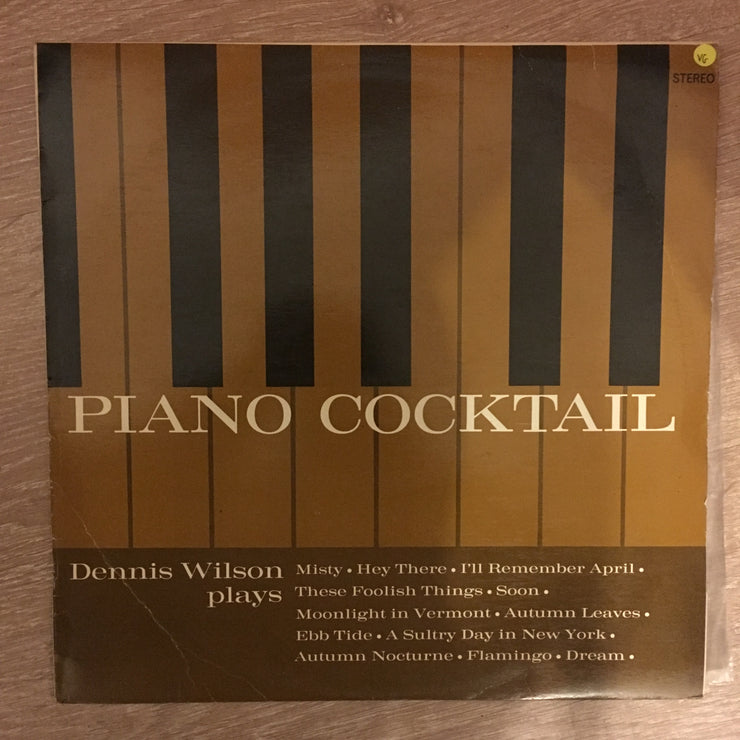 VG
STEREO
PIANO COCKTAIL
Dennis Wilson
plays
Misty • Hey There • I'll Remember April •
These Foolish Things • Soon •
Moonlight in Vermont • Autumn Leaves •
Ebb Tide • A Sultry Day in New York •
Autumn Nocturne • Flamingo • Dream •